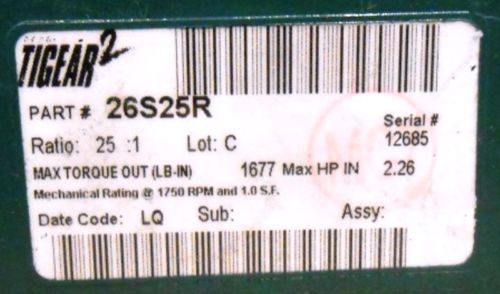 TIGEAR2
PART # 26S25R
Serial #
Ratio: 25 :1 Lot: C 12685
MAX TORQUE OUT (LB-IN) 1677 Max HP IN 2.26
Mechanical Rating @ 1750 RPM and 1.0 S.F.
Date Code: LQ Sub: Assy: